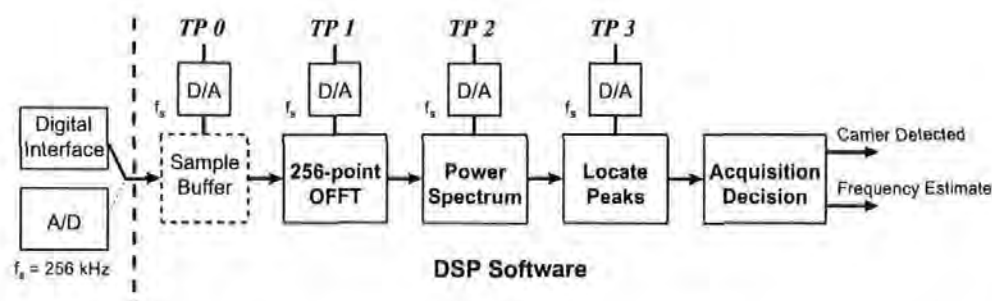 TP 0
TP 1
TP 2
TP 3
D/A
D/A
D/A
D/A
fs
fs
fs
fs
Digital
Interface
Sample
Buffer
256-point
OFFT
Power
Spectrum
Locate
Peaks
Acquisition
Decision
Carrier Detected
Frequency Estimate
A/D
fs = 256 kHz
DSP Software